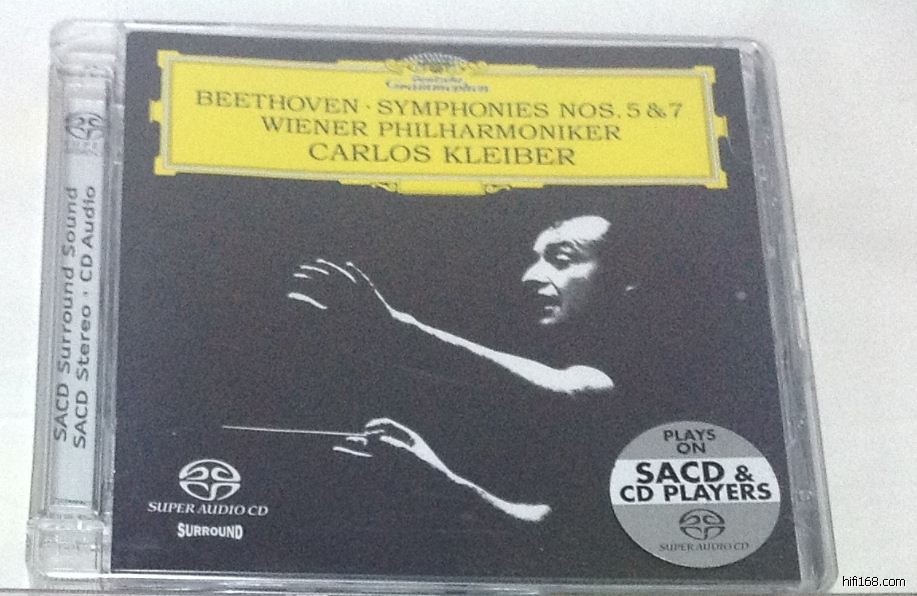 Deutsche
Grammophon
BEETHOVEN · SYMPHONIES NOS. 5 & 7
WIENER PHILHARMONIKER
CARLOS KLEIBER
SACD Surround Sound
SACD Stereo · CD Audio
SUPER AUDIO CD
SURROUND
PLAYS
ON
SACD &
CD PLAYERS
SUPER AUDIO CD
hifi168.com